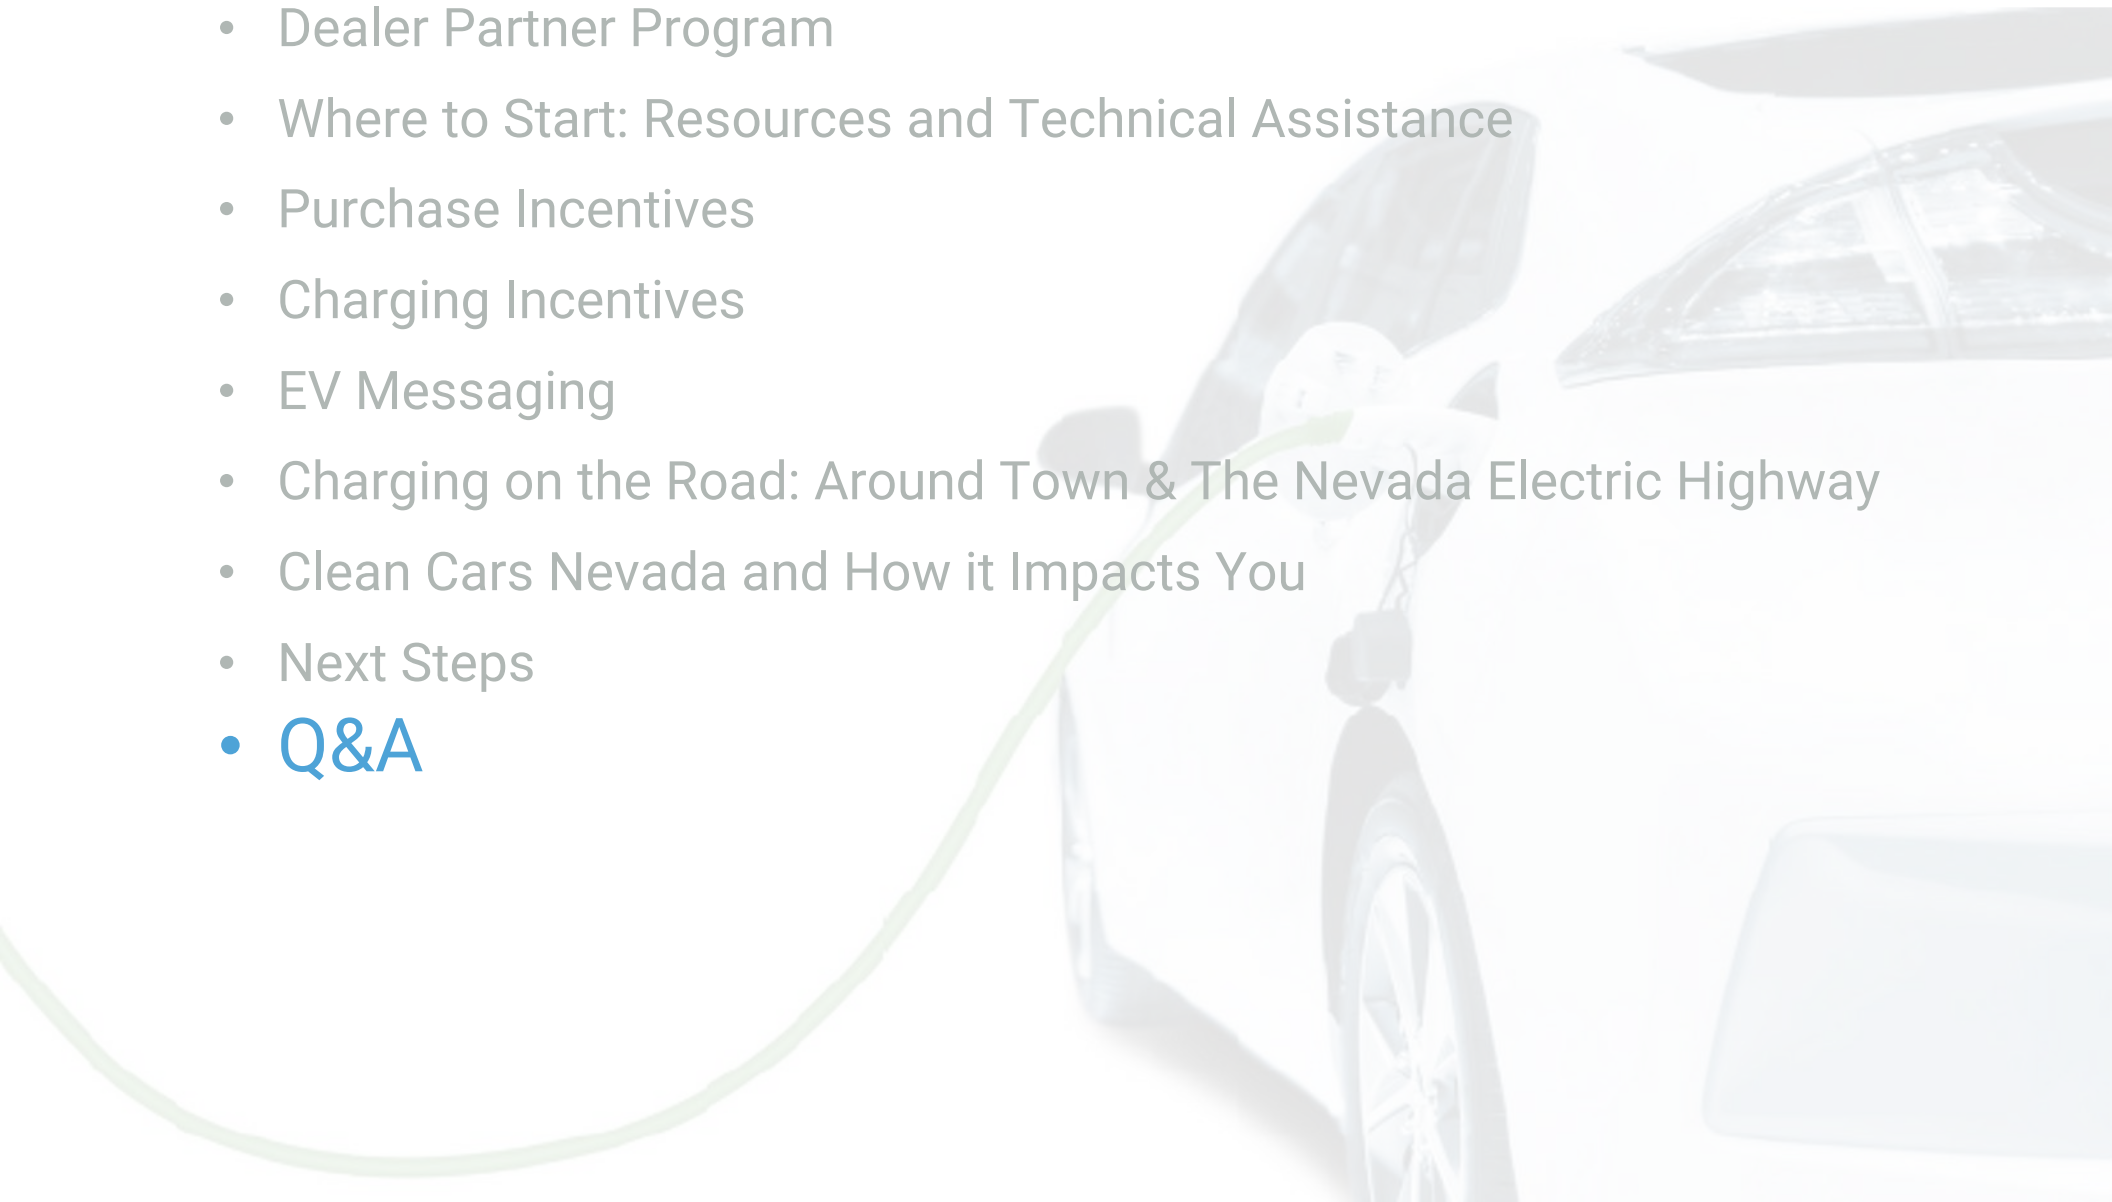 • Dealer Partner Program
• Where to Start: Resources and Technical Assistance
• Purchase Incentives
• Charging Incentives
• EV Messaging
• Charging on the Road: Around Town & The Nevada Electric Highway
• Clean Cars Nevada and How it Impacts You
• Next Steps
• Q&A